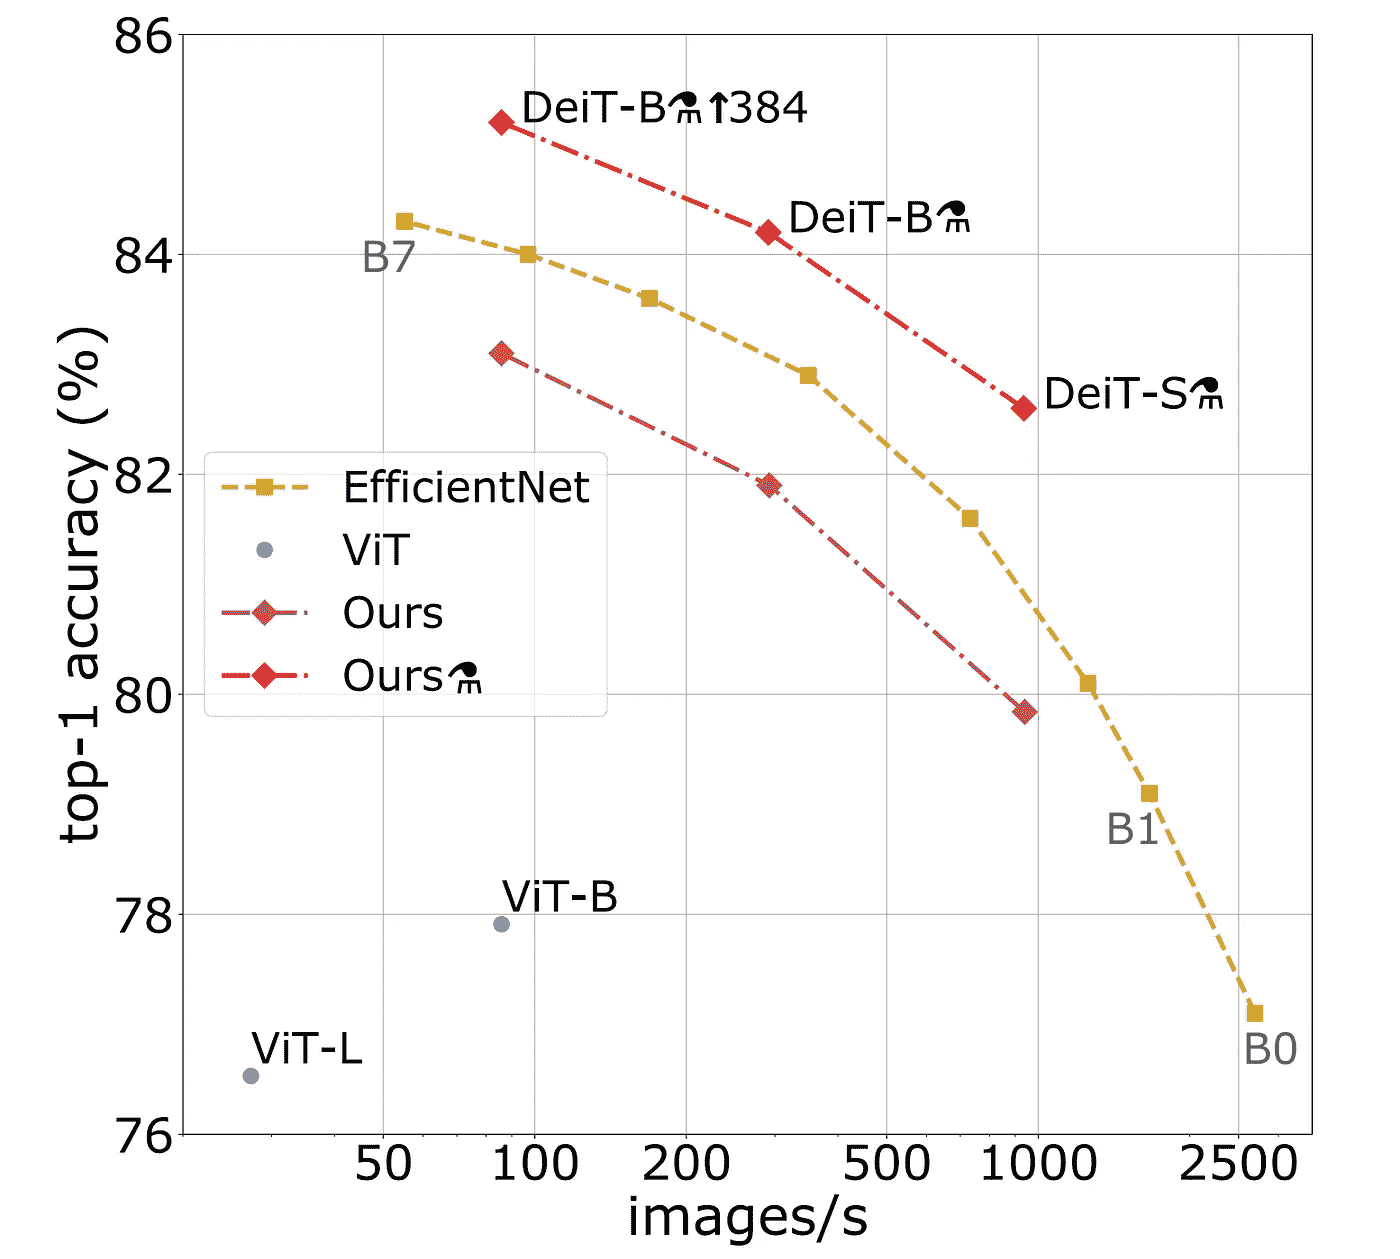 86
84
82
80
78
76
top-1 accuracy (%)
DeiT-B⚗↑384
DeiT-B⚗
B7
DeiT-S⚗
EfficientNet
ViT
Ours
Ours⚗
B1
ViT-B
ViT-L
B0
50 100 200 500 1000 2500
images/s